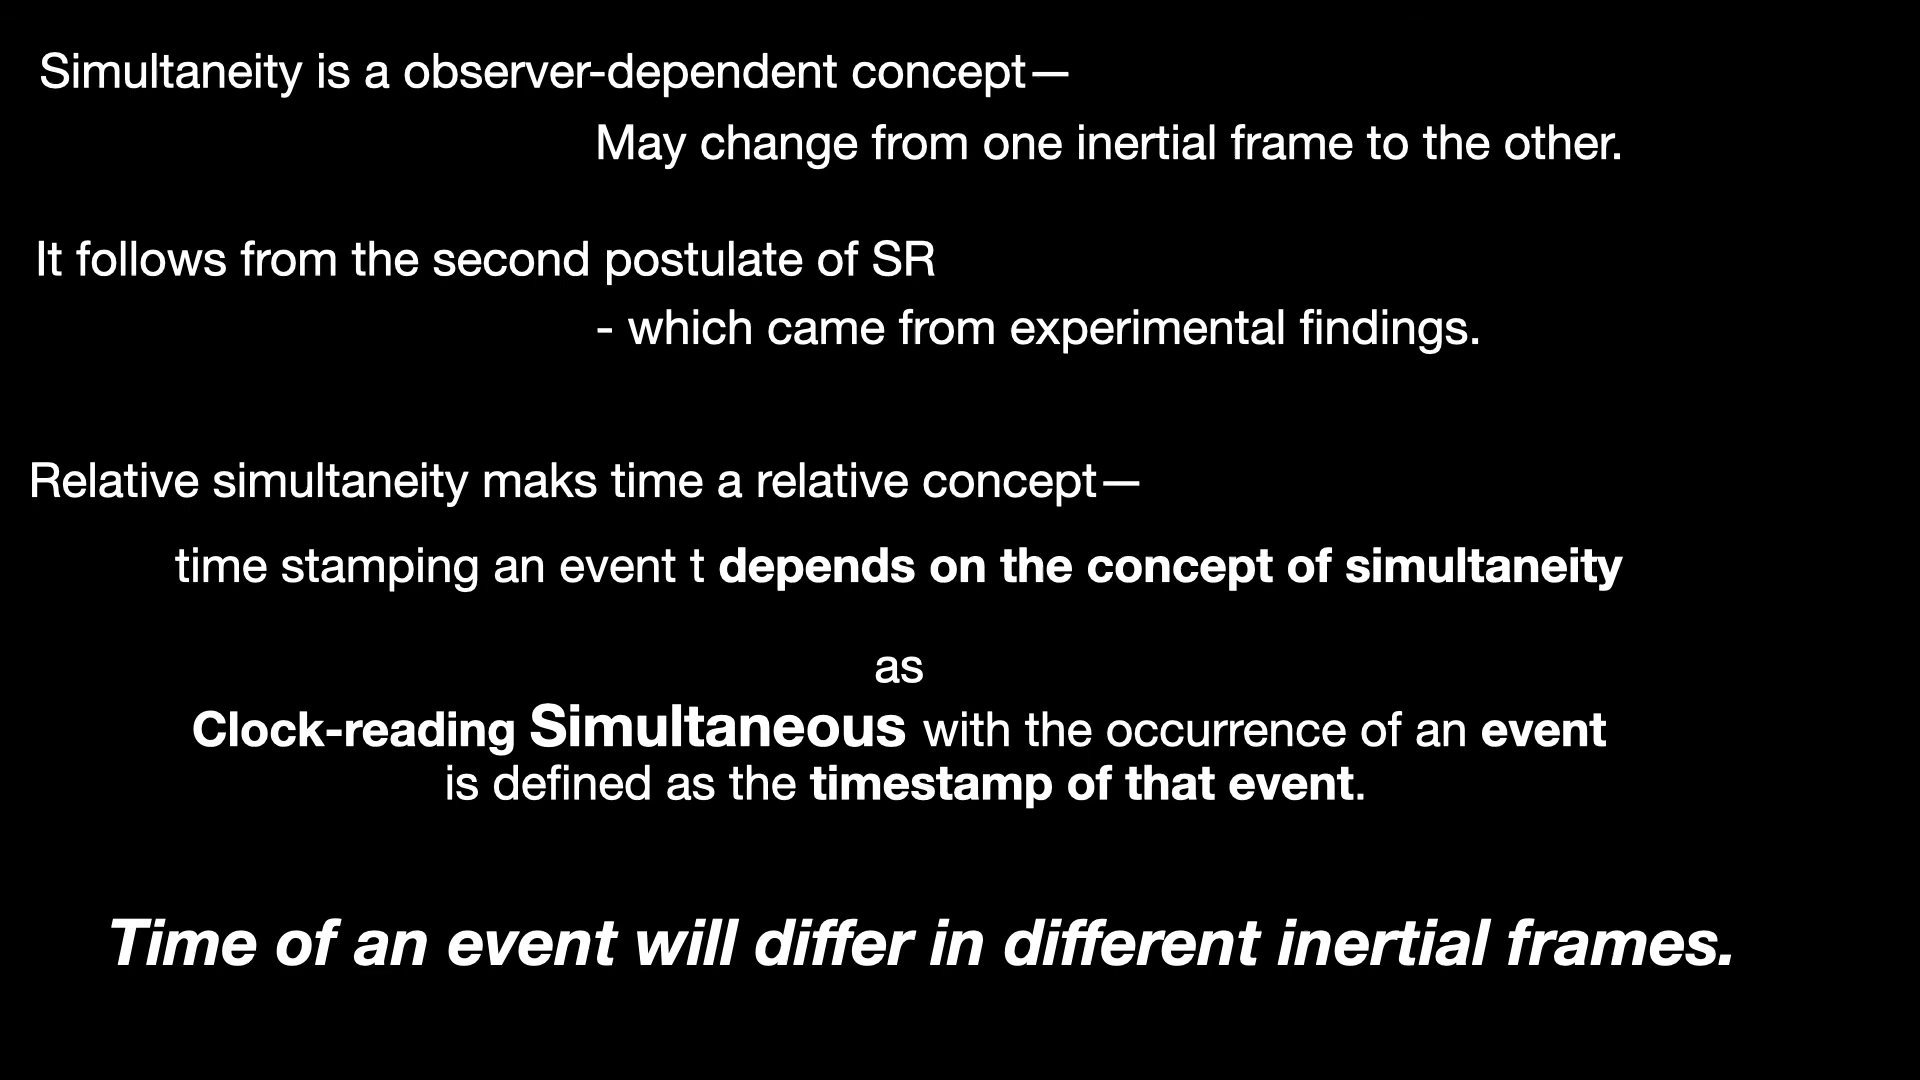 Simultaneity is a observer-dependent concept—
May change from one inertial frame to the other.
It follows from the second postulate of SR
- which came from experimental findings.
Relative simultaneity maks time a relative concept—
time stamping an event t depends on the concept of simultaneity
as
Clock-reading Simultaneous with the occurrence of an event
is defined as the timestamp of that event.
Time of an event will differ in different inertial frames.